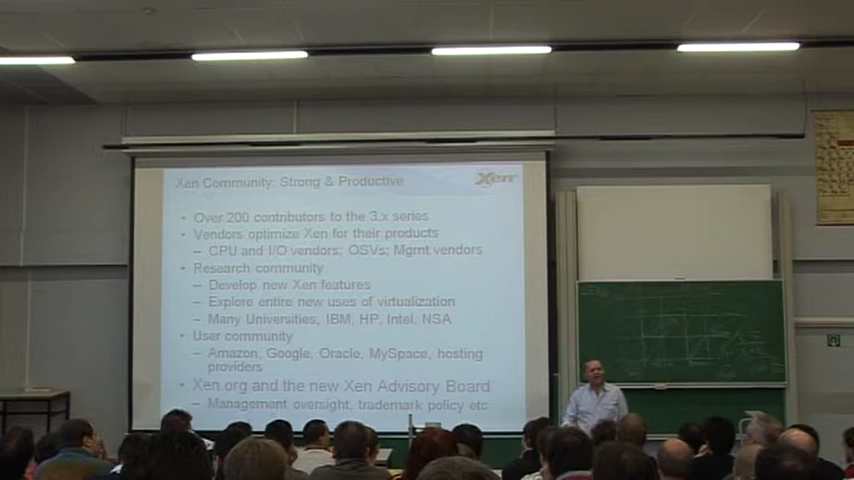 Xen Community: Strong & Productive
Xen
• Over 200 contributors to the 3.x series
• Vendors optimize Xen for their products
– CPU and I/O vendors; OSVs; Mgmt vendors
• Research community
– Develop new Xen features
– Explore entire new uses of virtualization
– Many Universities, IBM, HP, Intel, NSA
• User community
– Amazon, Google, Oracle, MySpace, hosting
providers
• Xen.org and the new Xen Advisory Board
– Management oversight, trademark policy etc